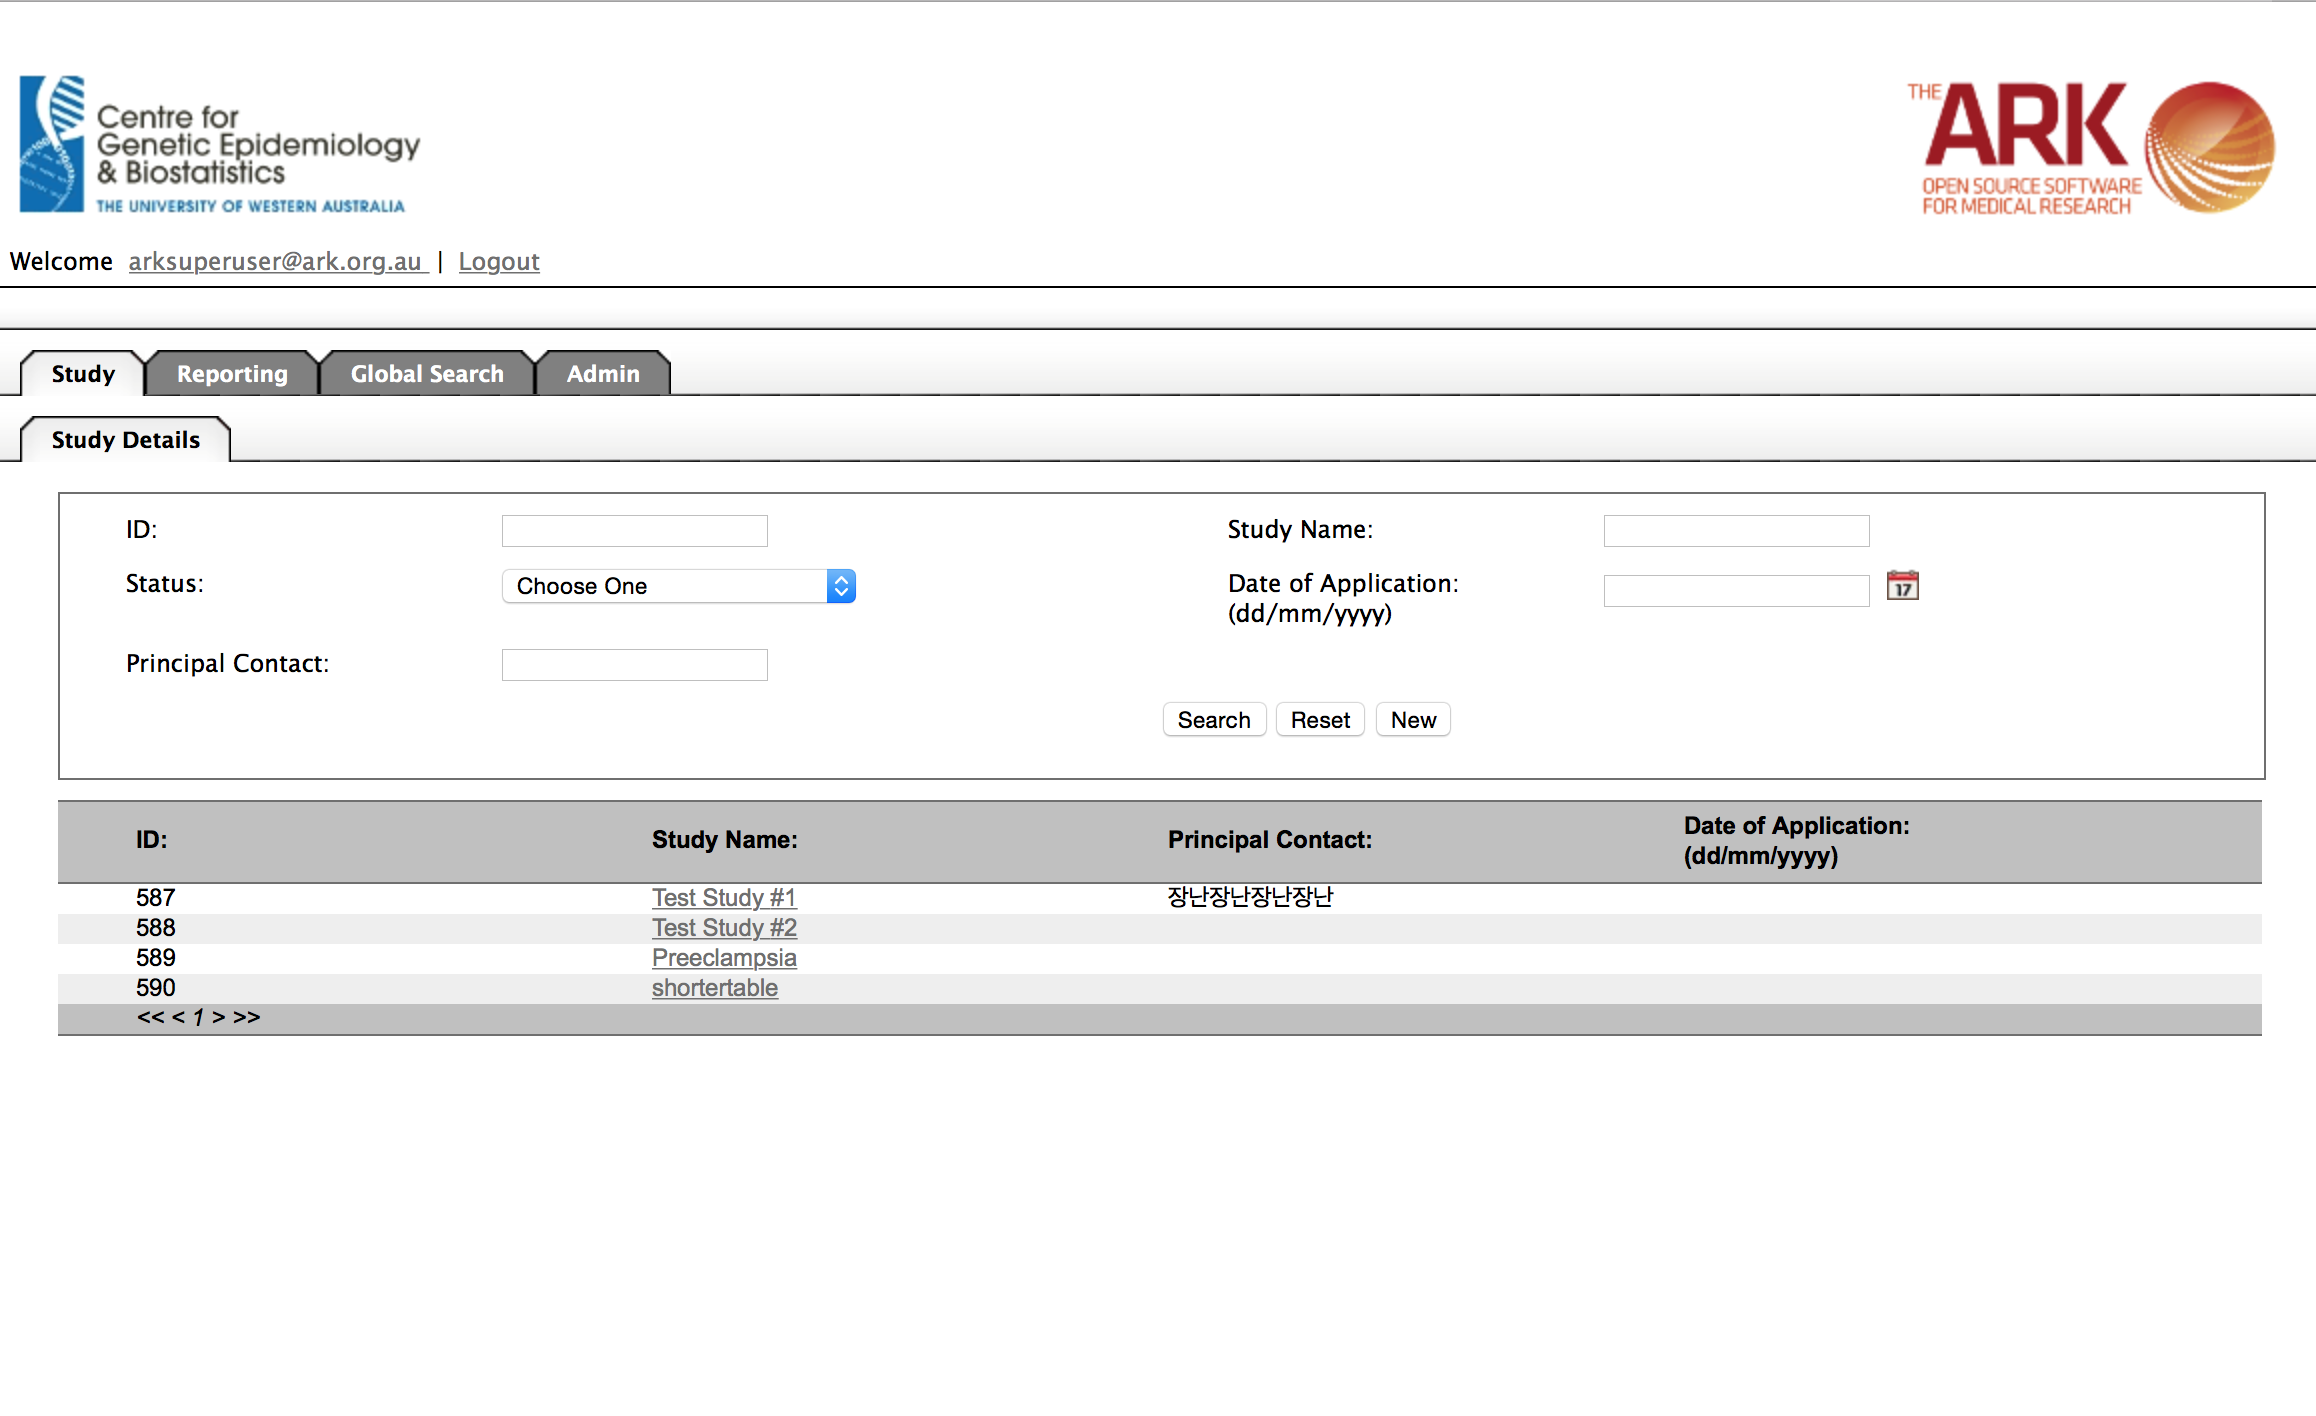 Centre for
Genetic Epidemiology
& Biostatistics
THE UNIVERSITY OF WESTERN AUSTRALIA
THE ARK
OPEN SOURCE SOFTWARE
FOR MEDICAL RESEARCH
Welcome arksuperuser@ark.org.au | Logout
Study Reporting Global Search Admin
Study Details
ID: Study Name:
Status: Choose One Date of Application:
(dd/mm/yyyy)
17
Principal Contact:
Search Reset New
ID: Study Name: Principal Contact: Date of Application:
(dd/mm/yyyy)
587 Test Study #1 장난장난장난장난
588 Test Study #2
589 Preeclampsia
590 shortertable
<< < 1 > >>